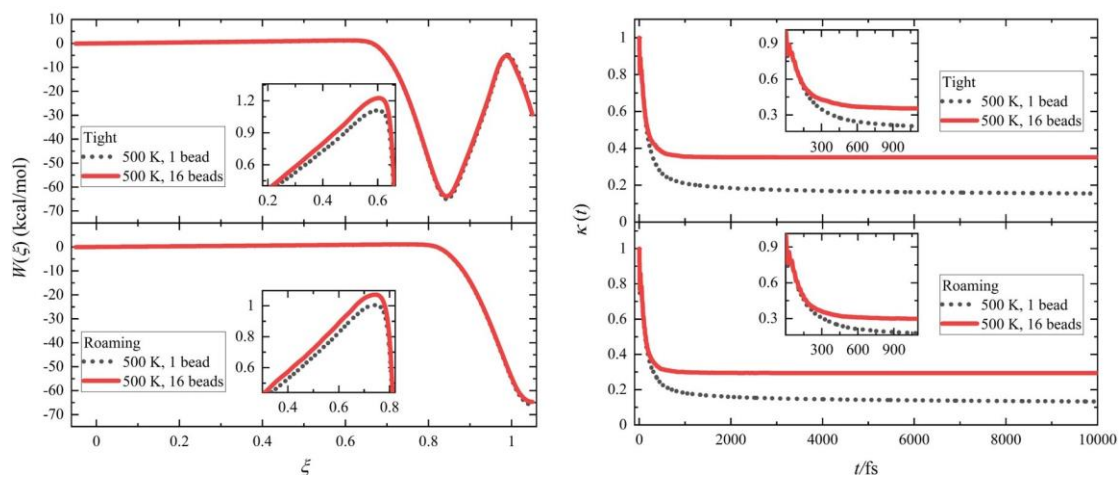 10
0
-10
-20
-30
-40
-50
-60
-70
Tight
500 K, 1 bead
500 K, 16 beads
1.2
1.0
0.8
0.6
0.2 0.4 0.6
0
-10
-20
-30
-40
-50
-60
-70
Roaming
500 K, 1 bead
500 K, 16 beads
1
0.8
0.6
0.4 0.6 0.8
0 0.2 0.4 0.6 0.8 1
W(ξ) (kcal/mol)
ξ
1
0.8
0.6
0.4
0.2
0
0.9
0.6
0.3
300 600 900
Tight
500 K, 1 bead
500 K, 16 beads
1
0.8
0.6
0.4
0.2
0
0.9
0.6
0.3
300 600 900
Roaming
500 K, 1 bead
500 K, 16 beads
0 2000 4000 6000 8000 10000
κ (t)
t/fs